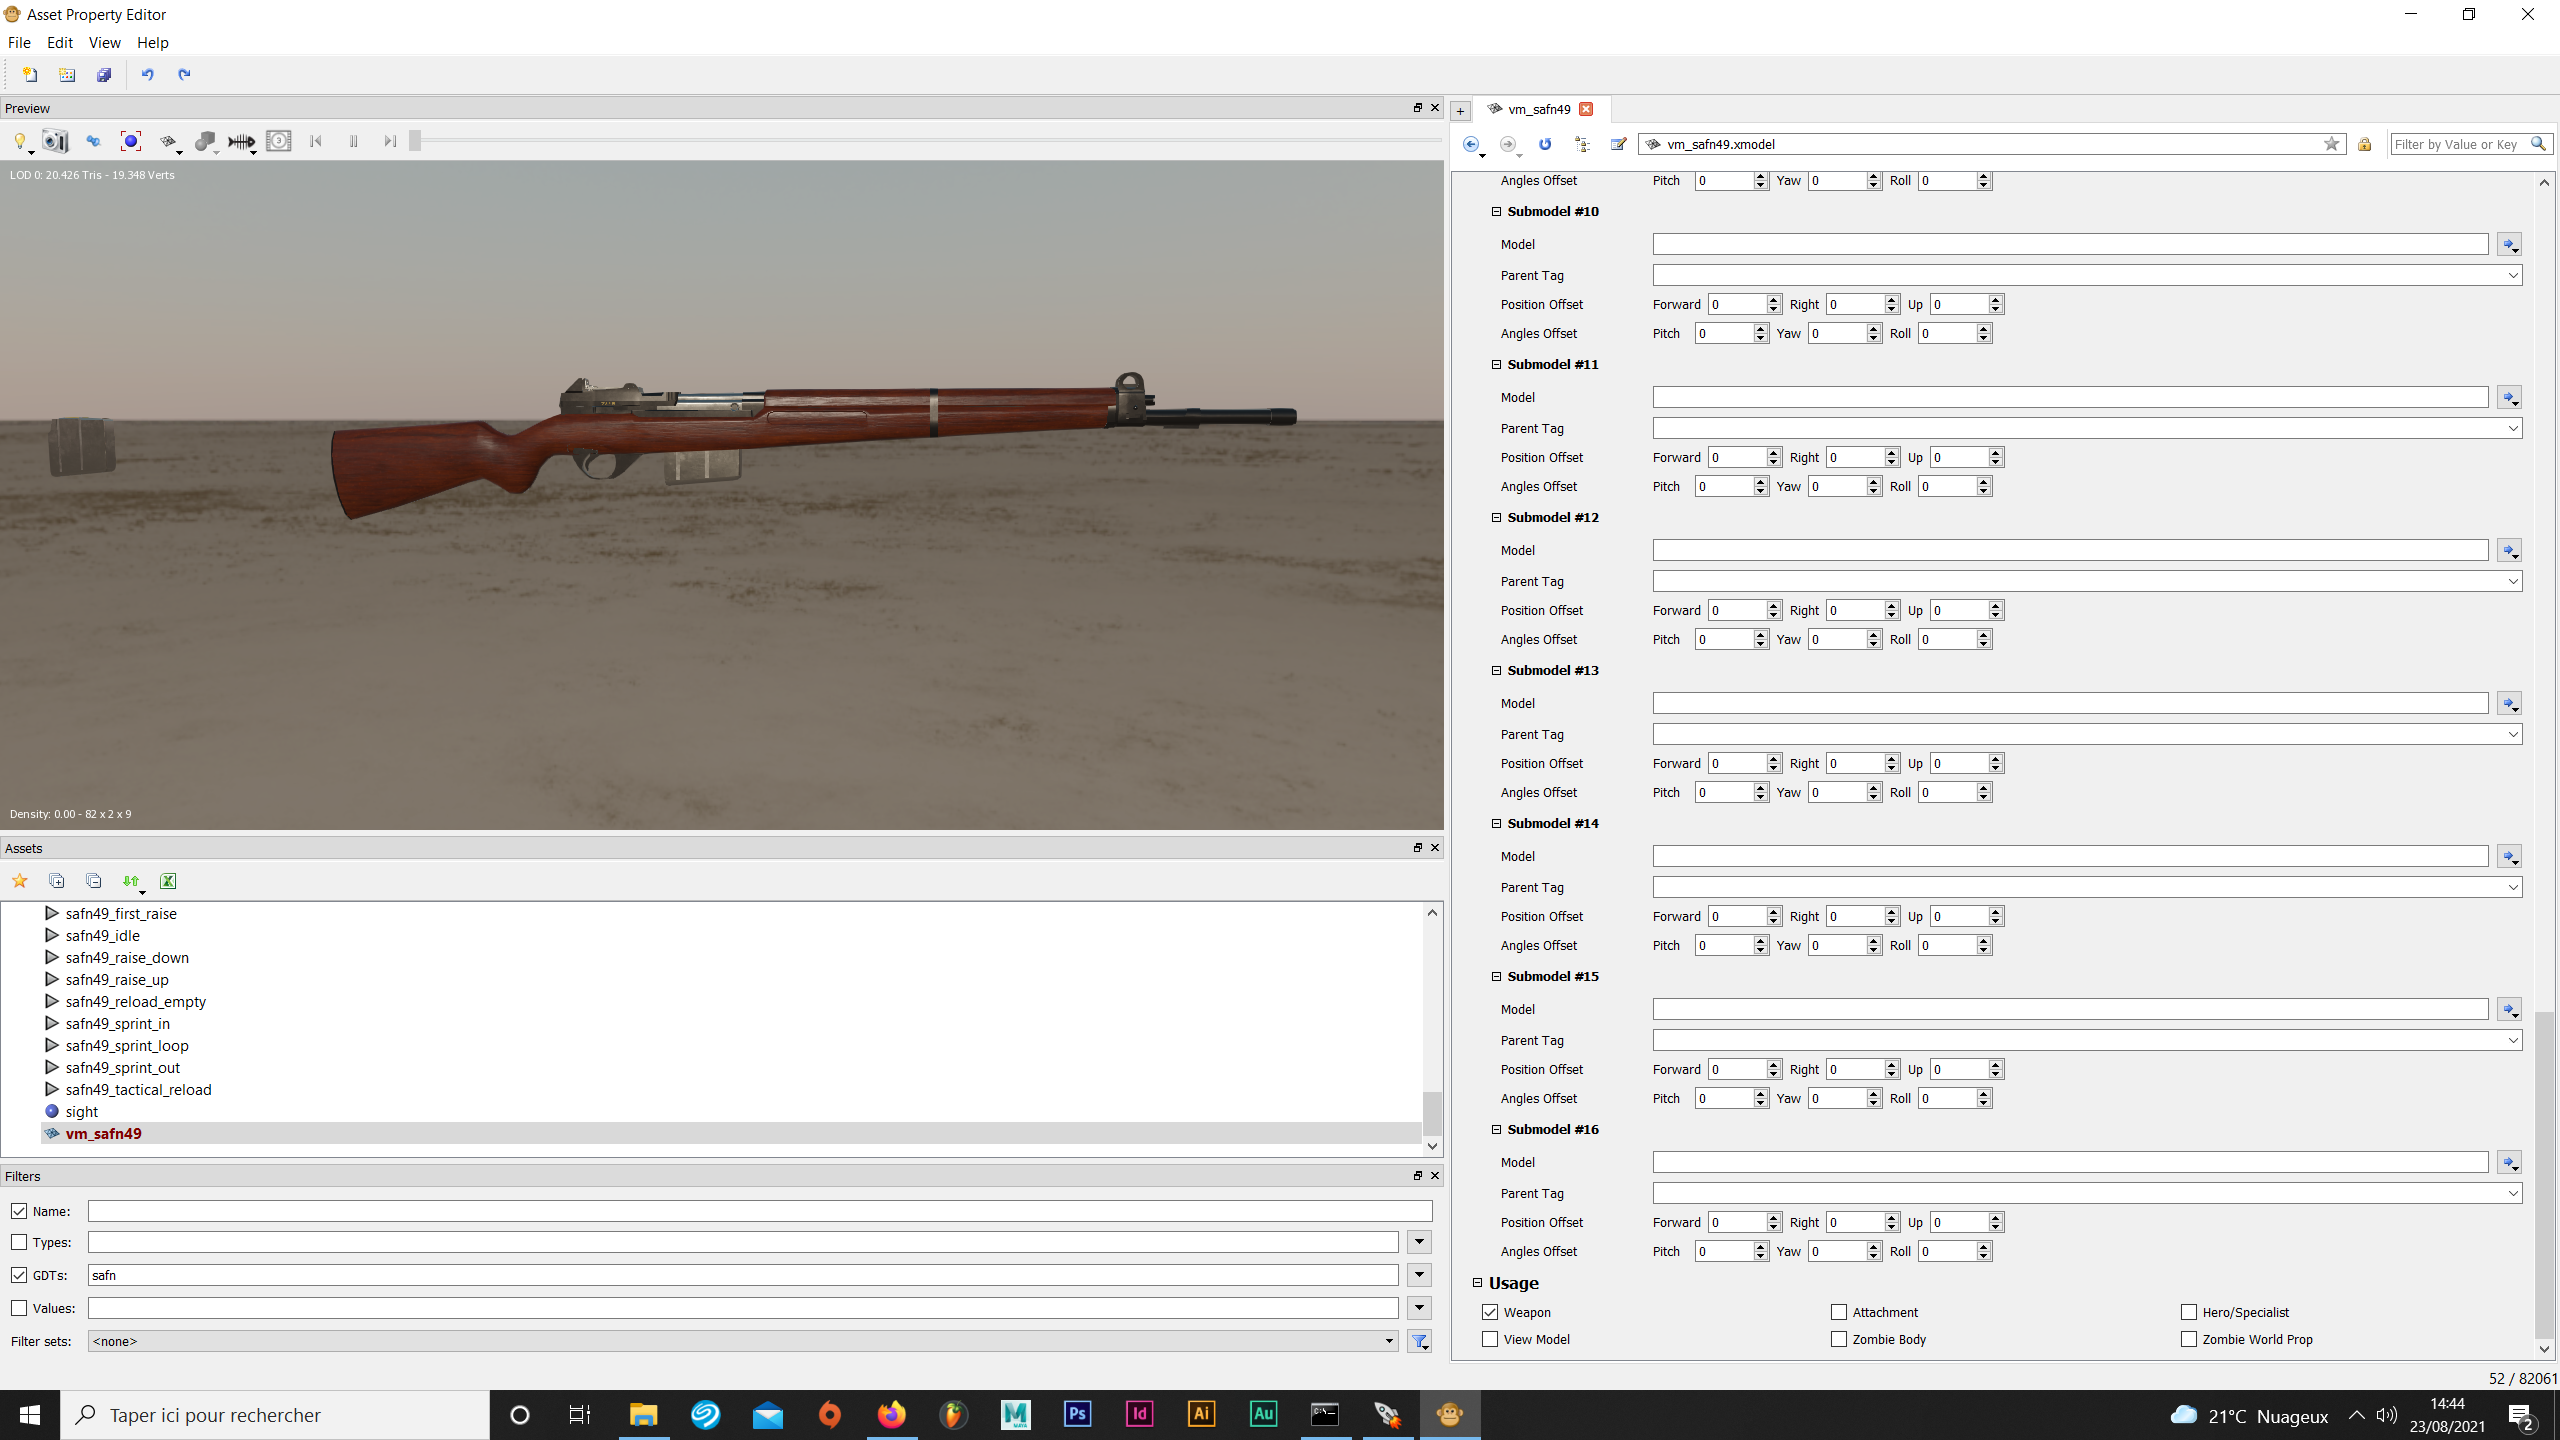 Asset Property Editor
File Edit View Help
Preview
LOD 0: 20.426 Tris - 19.348 Verts
Density: 0.00 - 82 x 2 x 9
Assets
safn49_first_raise
safn49_idle
safn49_raise_down
safn49_raise_up
safn49_reload_empty
safn49_sprint_in
safn49_sprint_loop
safn49_sprint_out
safn49_tactical_reload
sight
vm_safn49
Filters
Name:
Types:
GDTs: safn
Values:
Filter sets: <none>
vm_safn49
vm_safn49.xmodel
Filter by Value or Key
Angles Offset Pitch 0 Yaw 0 Roll 0
Submodel #10
Model
Parent Tag
Position Offset Forward 0 Right 0 Up 0
Angles Offset Pitch 0 Yaw 0 Roll 0
Submodel #11
Model
Parent Tag
Position Offset Forward 0 Right 0 Up 0
Angles Offset Pitch 0 Yaw 0 Roll 0
Submodel #12
Model
Parent Tag
Position Offset Forward 0 Right 0 Up 0
Angles Offset Pitch 0 Yaw 0 Roll 0
Submodel #13
Model
Parent Tag
Position Offset Forward 0 Right 0 Up 0
Angles Offset Pitch 0 Yaw 0 Roll 0
Submodel #14
Model
Parent Tag
Position Offset Forward 0 Right 0 Up 0
Angles Offset Pitch 0 Yaw 0 Roll 0
Submodel #15
Model
Parent Tag
Position Offset Forward 0 Right 0 Up 0
Angles Offset Pitch 0 Yaw 0 Roll 0
Submodel #16
Model
Parent Tag
Position Offset Forward 0 Right 0 Up 0
Angles Offset Pitch 0 Yaw 0 Roll 0
Usage
Weapon Attachment Hero/Specialist
View Model Zombie Body Zombie World Prop
52 / 82061
Taper ici pour rechercher
Ps Id Ai Au
21°C Nuageux
14:44
23/08/2021
2